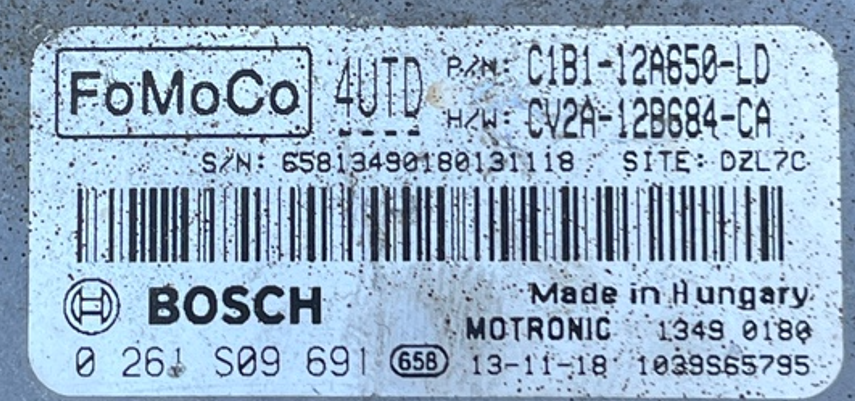 FoMoCo 4UTD P/N: C1B1-12A650-LD
H/W: CV2A-12B684-CA
S/N: 65813490180131118 SITE: DZL7C
BOSCH Made in Hungary
MOTRONIC 1349 0180
0 261 S09 691 658 13-11-18 1039S65795